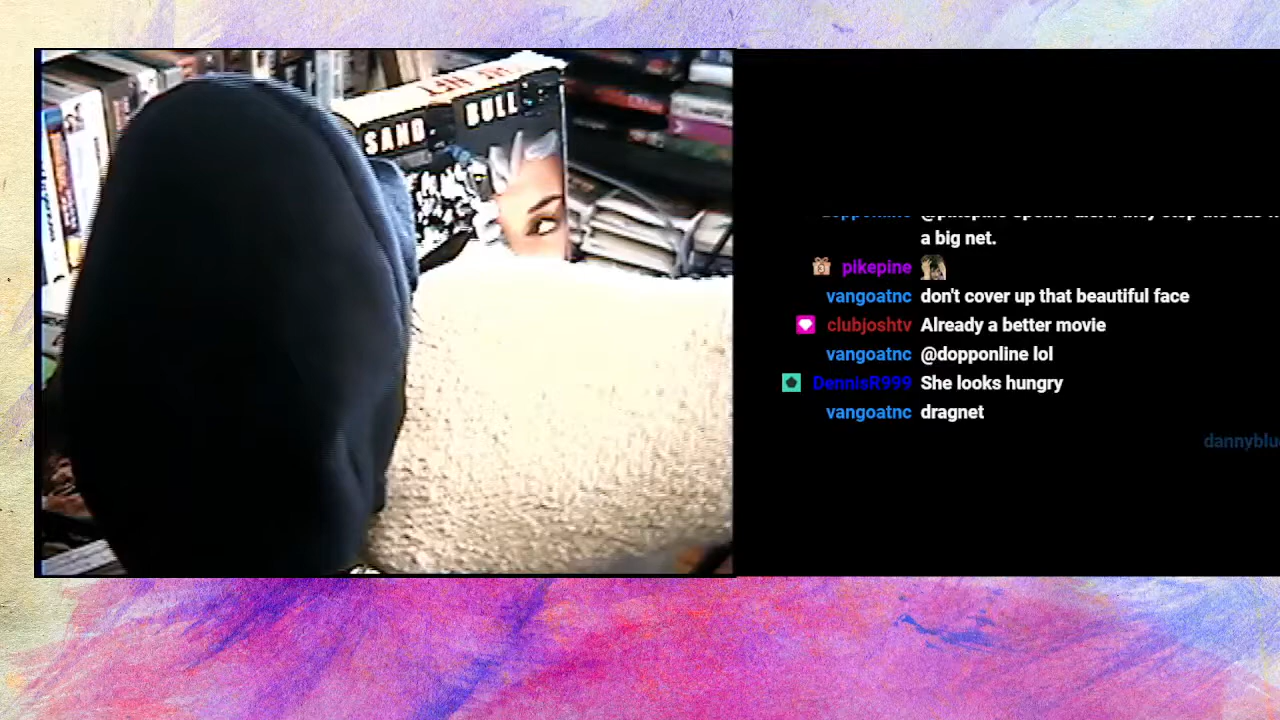 SAND BULL
a big net.
pikepine
vangoatnc don't cover up that beautiful face
clubjoshtv Already a better movie
vangoatnc @dopponline lol
DennisR999 She looks hungry
vangoatnc dragnet